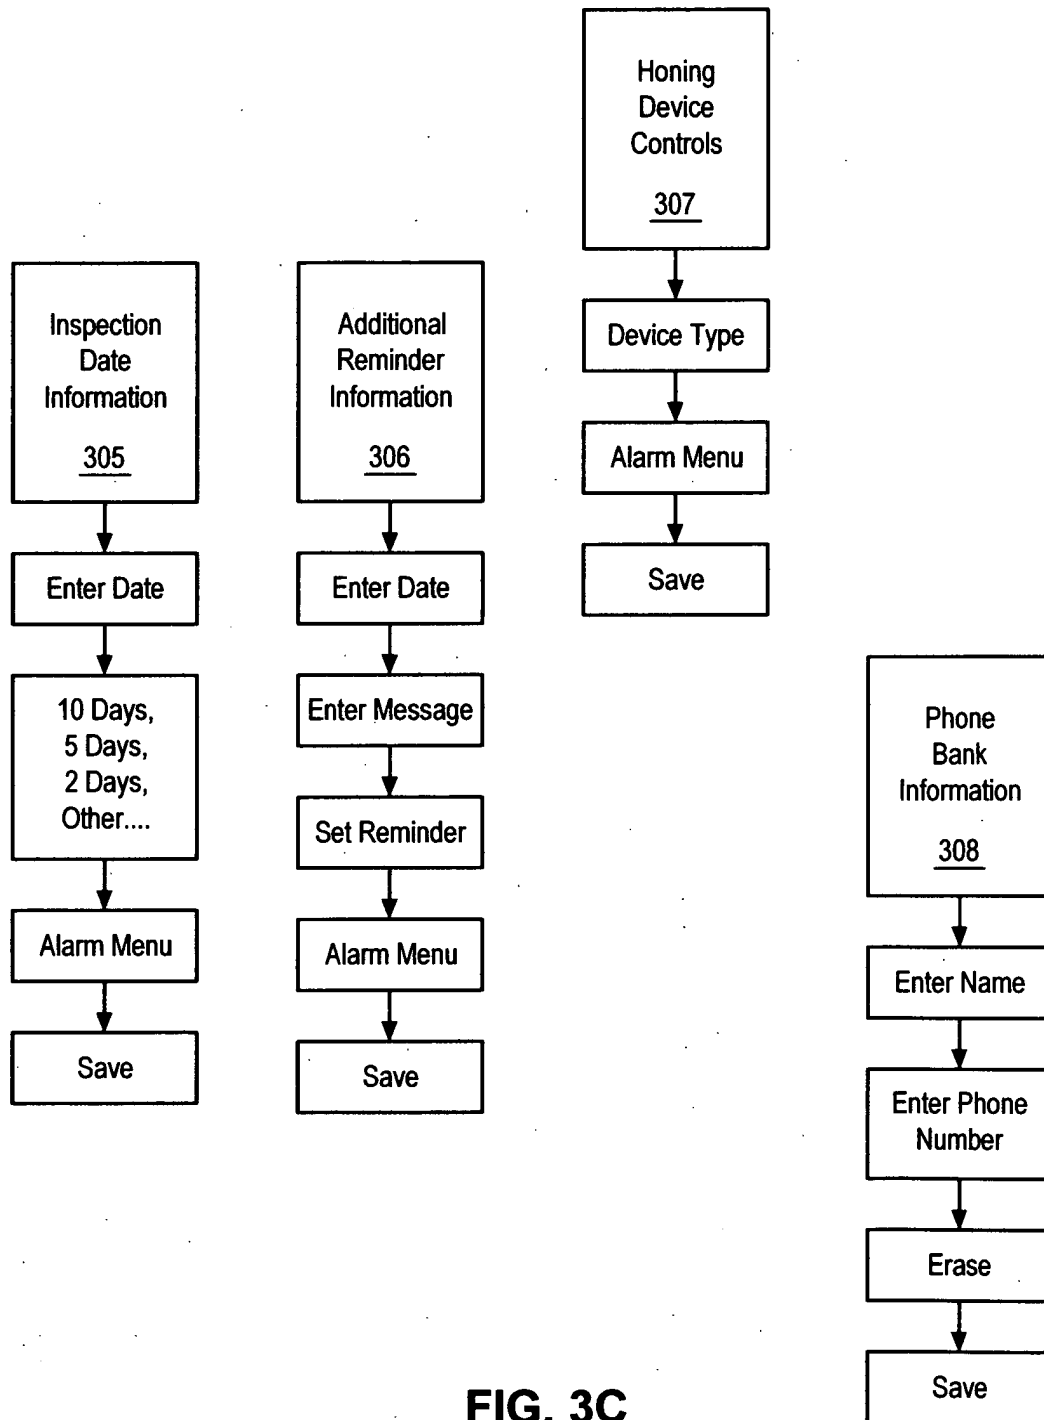 Inspection
Date
Information
305
Enter Date
10 Days,
5 Days,
2 Days,
Other....
Alarm Menu
Save
Additional
Reminder
Information
306
Enter Date
Enter Message
Set Reminder
Alarm Menu
Save
Honing
Device
Controls
307
Device Type
Alarm Menu
Save
Phone
Bank
Information
308
Enter Name
Enter Phone
Number
Erase
Save
FIG. 3C